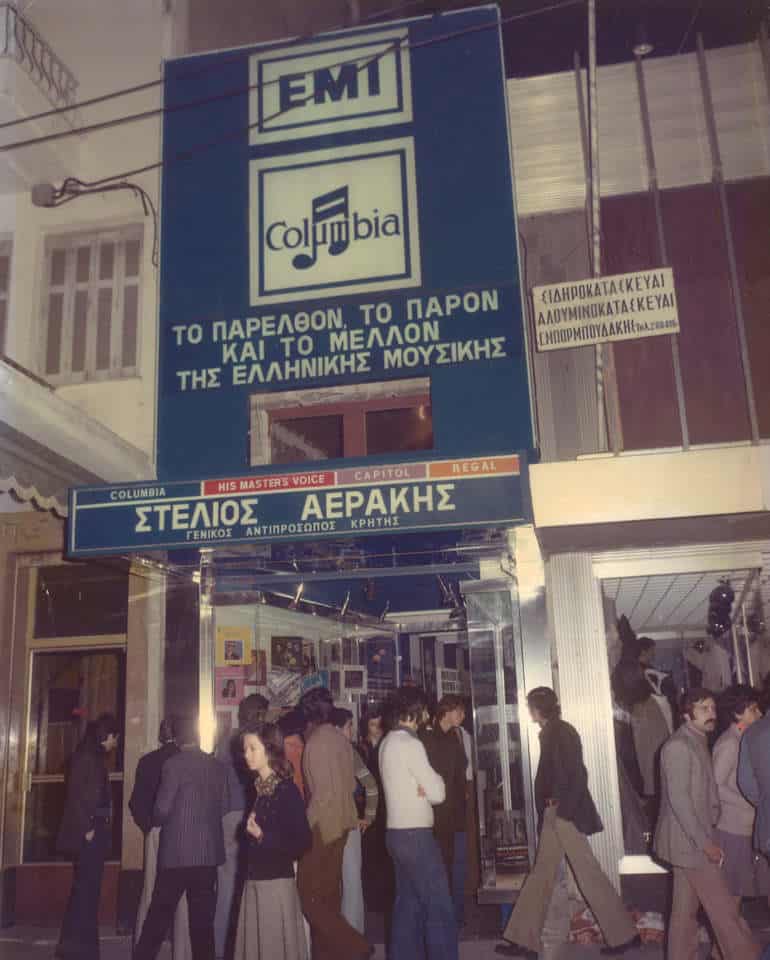 EMI
Columbia
ΤΟ ΠΑΡΕΛΘΟΝ, ΤΟ ΠΑΡΟΝ
ΚΑΙ ΤΟ ΜΕΛΛΟΝ
ΤΗΣ ΕΛΛΗΝΙΚΗΣ ΜΟΥΣΙΚΗΣ
ΣΙΔΗΡΟΚΑΤΑΣΚΕΥΑΙ
ΑΛΟΥΜΙΝΟΚΑΤΑΣΚΕΥΑΙ
ΣΜΠΟΡΜΠΟΥΔΑΚΗΣ
COLUMBIA HIS MASTER'S VOICE CAPITOL REGAL
ΣΤΕΛΙΟΣ ΑΕΡΑΚΗΣ
ΓΕΝΙΚΟΣ ΑΝΤΙΠΡΟΣΩΠΟΣ ΚΡΗΤΗΣ